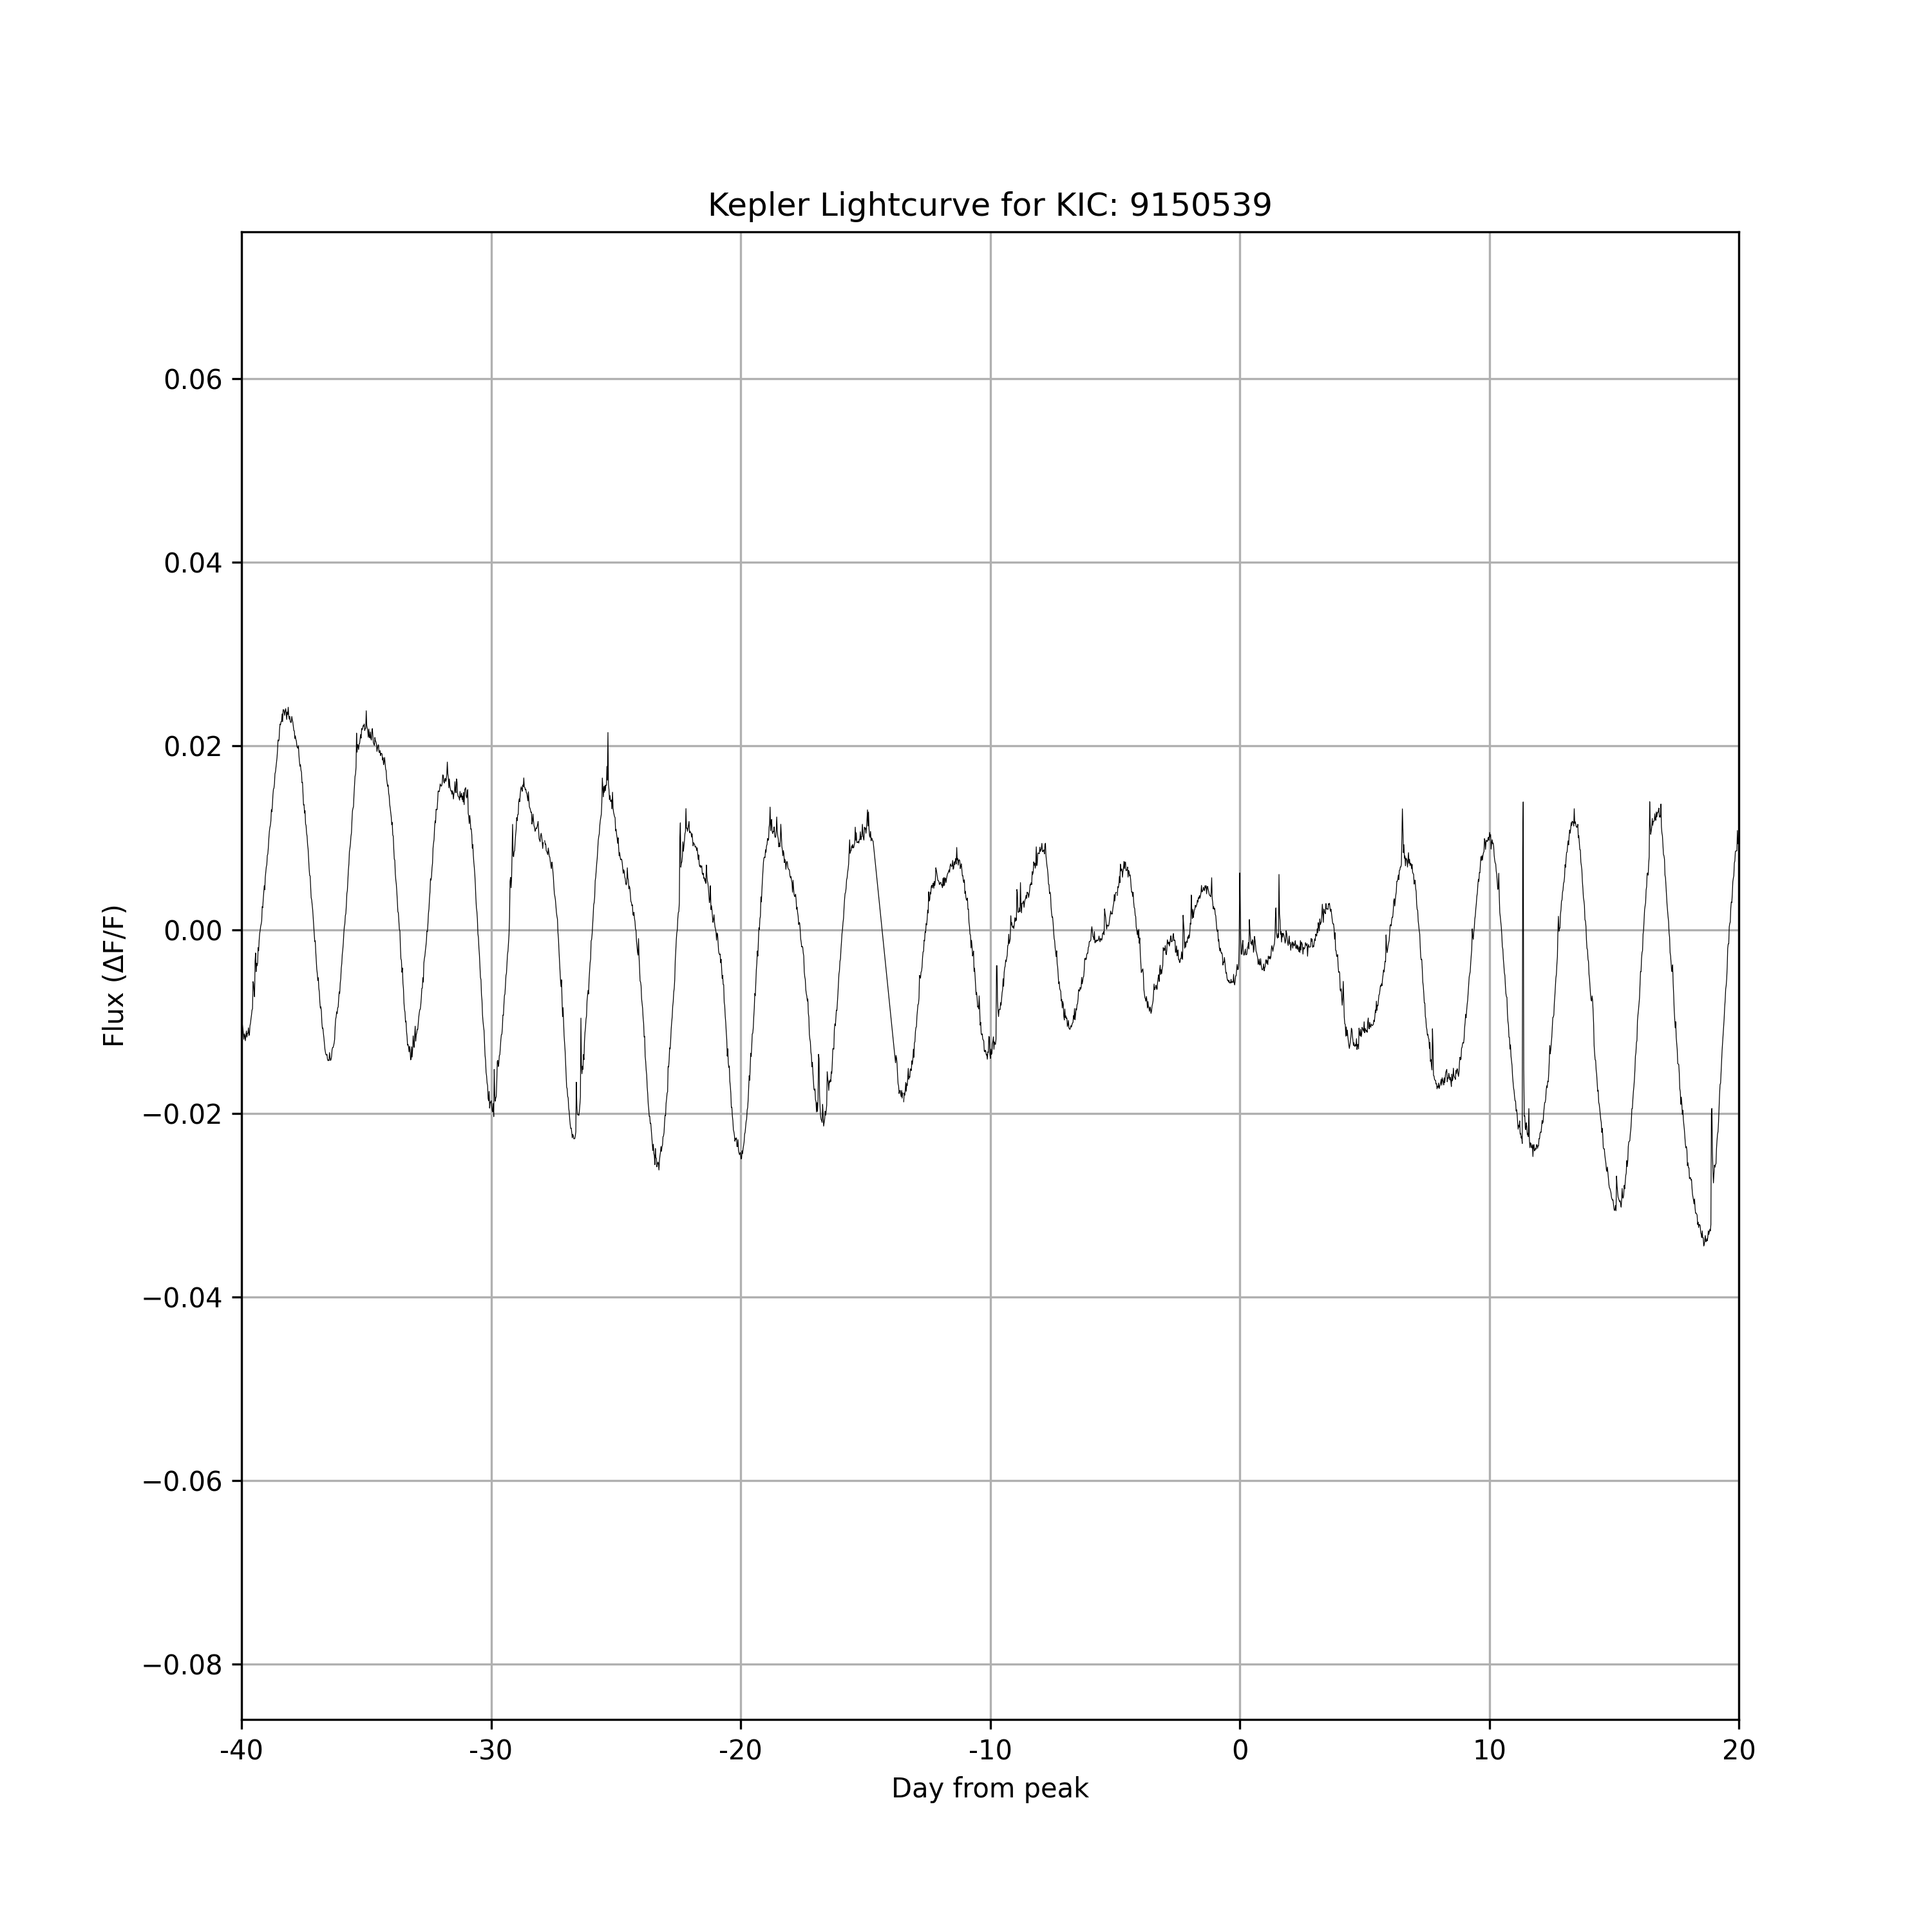 Kepler Lightcurve for KIC: 9150539
Flux (ΔF/F)
0.06
0.04
0.02
0.00
−0.02
−0.04
−0.06
−0.08
-40 -30 -20 -10 0 10 20
Day from peak